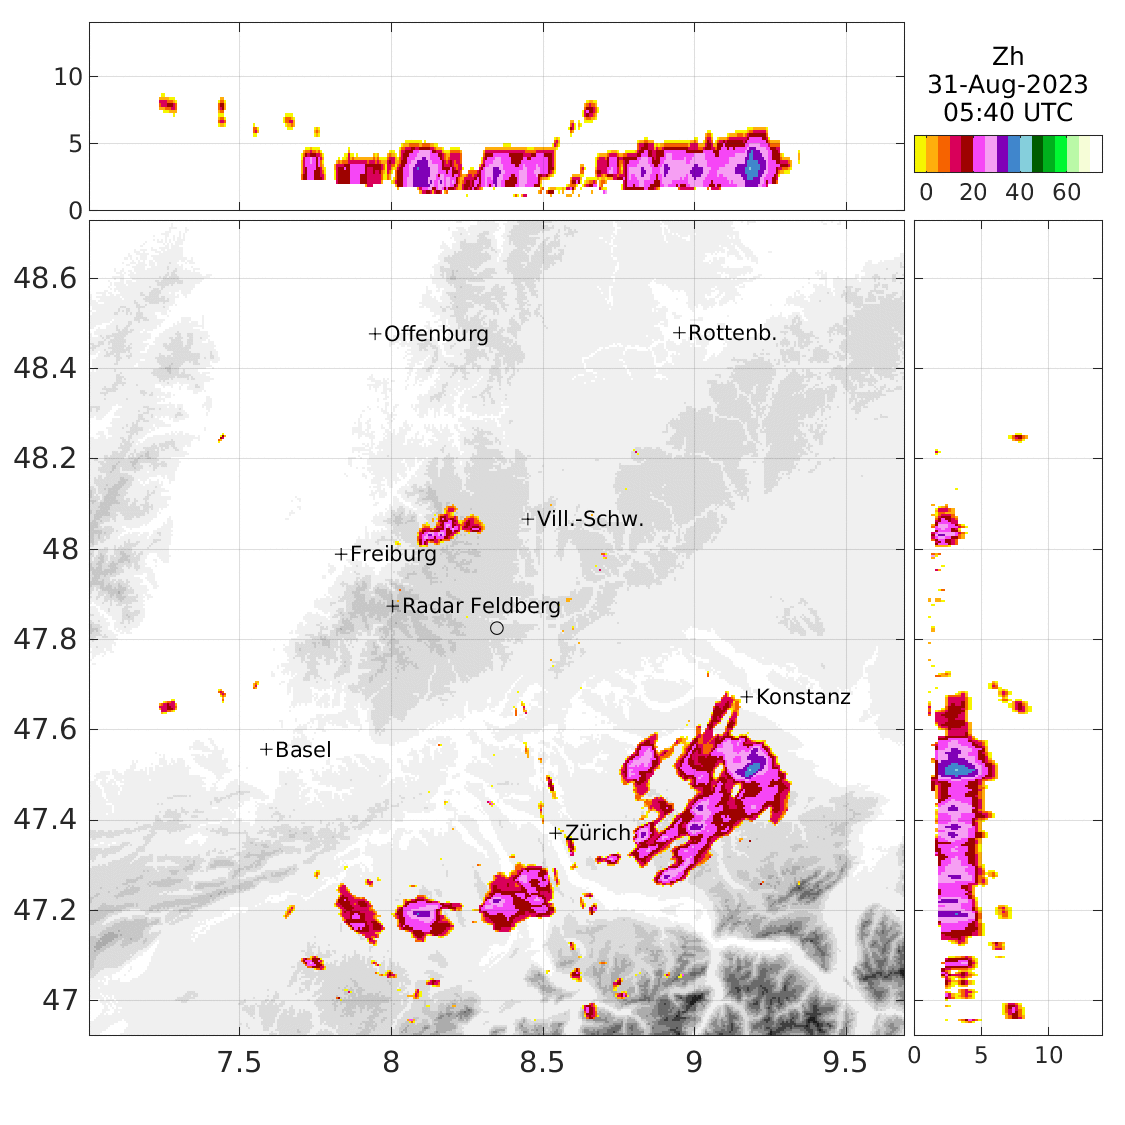 10
5
0
Zh
31-Aug-2023
05:40 UTC
0 20 40 60
48.6
48.4
48.2
48
47.8
47.6
47.4
47.2
47
+Offenburg
+Rottenb.
+Vill.-Schw.
+Freiburg
+Radar Feldberg
+Konstanz
+Basel
+Zürich
7.5 8 8.5 9 9.5
0 5 10